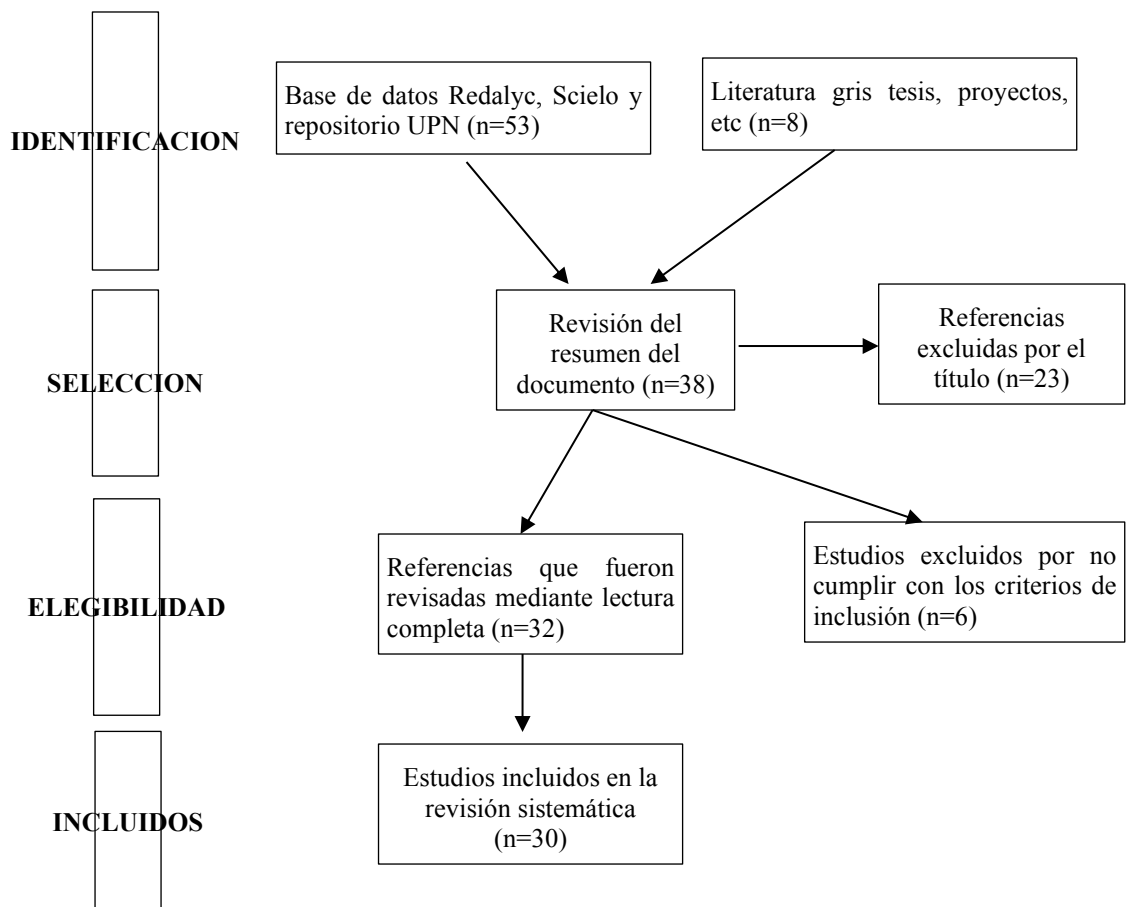 IDENTIFICACION
Base de datos Redalyc, Scielo y
repositorio UPN (n=53)
Literatura gris tesis, proyectos,
etc (n=8)
SELECCION
Revisión del
resumen del
documento (n=38)
Referencias
excluidas por el
título (n=23)
ELEGIBILIDAD
Referencias que fueron
revisadas mediante lectura
completa (n=32)
Estudios excluidos por no
cumplir con los criterios de
inclusión (n=6)
INCLUIDOS
Estudios incluidos en la
revisión sistemática
(n=30)